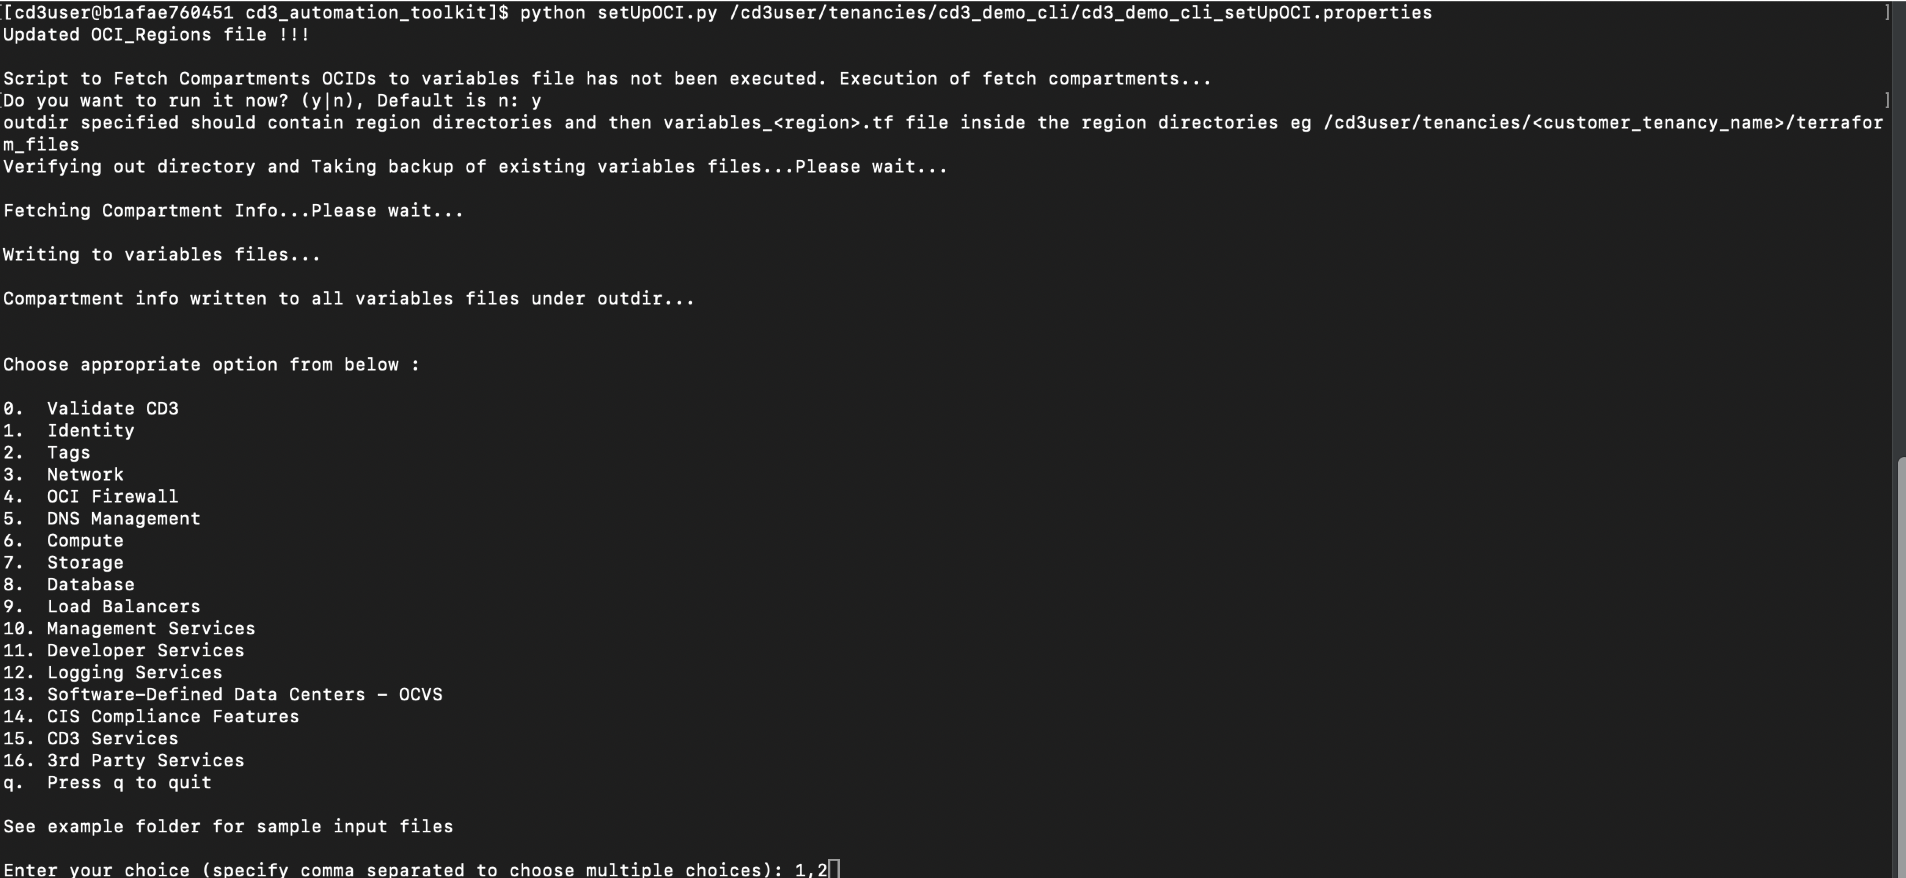 [[cd3user@b1afae760451 cd3_automation_toolkit]$ python setUpOCI.py /cd3user/tenancies/cd3_demo_cli/cd3_demo_cli_setUpOCI.properties ]
Updated OCI_Regions file !!!
Script to Fetch Compartments OCIDs to variables file has not been executed. Execution of fetch compartments...
[Do you want to run it now? (y|n), Default is n: y ]
outdir specified should contain region directories and then variables_<region>.tf file inside the region directories eg /cd3user/tenancies/<customer_tenancy_name>/terrafor
m_files
Verifying out directory and Taking backup of existing variables files...Please wait...
Fetching Compartment Info...Please wait...
Writing to variables files...
Compartment info written to all variables files under outdir...
Choose appropriate option from below :
0. Validate CD3
1. Identity
2. Tags
3. Network
4. OCI Firewall
5. DNS Management
6. Compute
7. Storage
8. Database
9. Load Balancers
10. Management Services
11. Developer Services
12. Logging Services
13. Software-Defined Data Centers - OCVS
14. CIS Compliance Features
15. CD3 Services
16. 3rd Party Services
q. Press q to quit
See example folder for sample input files
Enter your choice (specify comma separated to choose multiple choices): 1,2